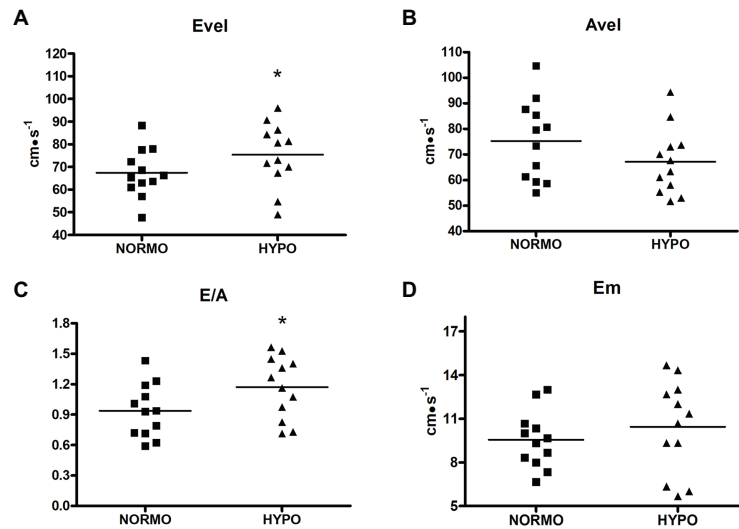 A
Evel
*
120
110
100
90
80
70
60
50
40
cm•s-1
NORMO
HYPO
B
Avel
110
100
90
80
70
60
50
40
cm•s-1
NORMO
HYPO
C
E/A
*
1.8
1.5
1.2
0.9
0.6
0.3
0.0
NORMO
HYPO
D
Em
17
14
11
8
5
cm•s-1
NORMO
HYPO